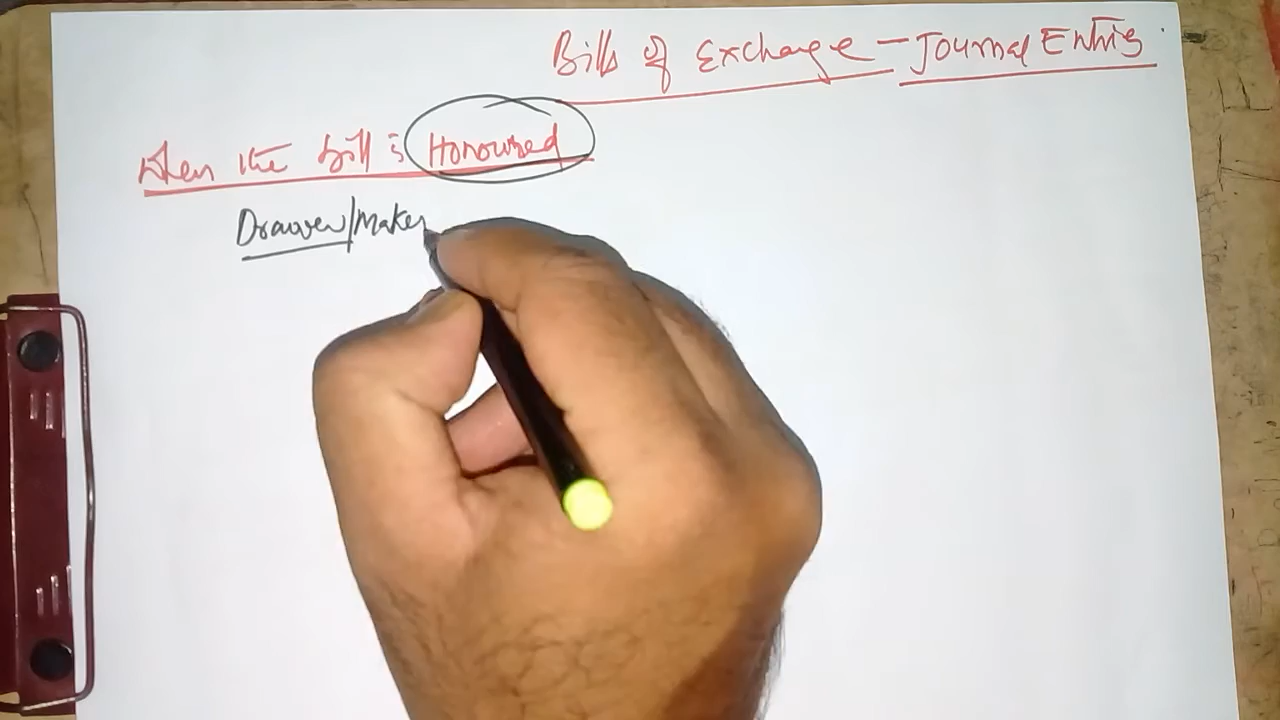 Bills of Exchange - Journal Entries
When the bill is Honoured
Drawer/Maker